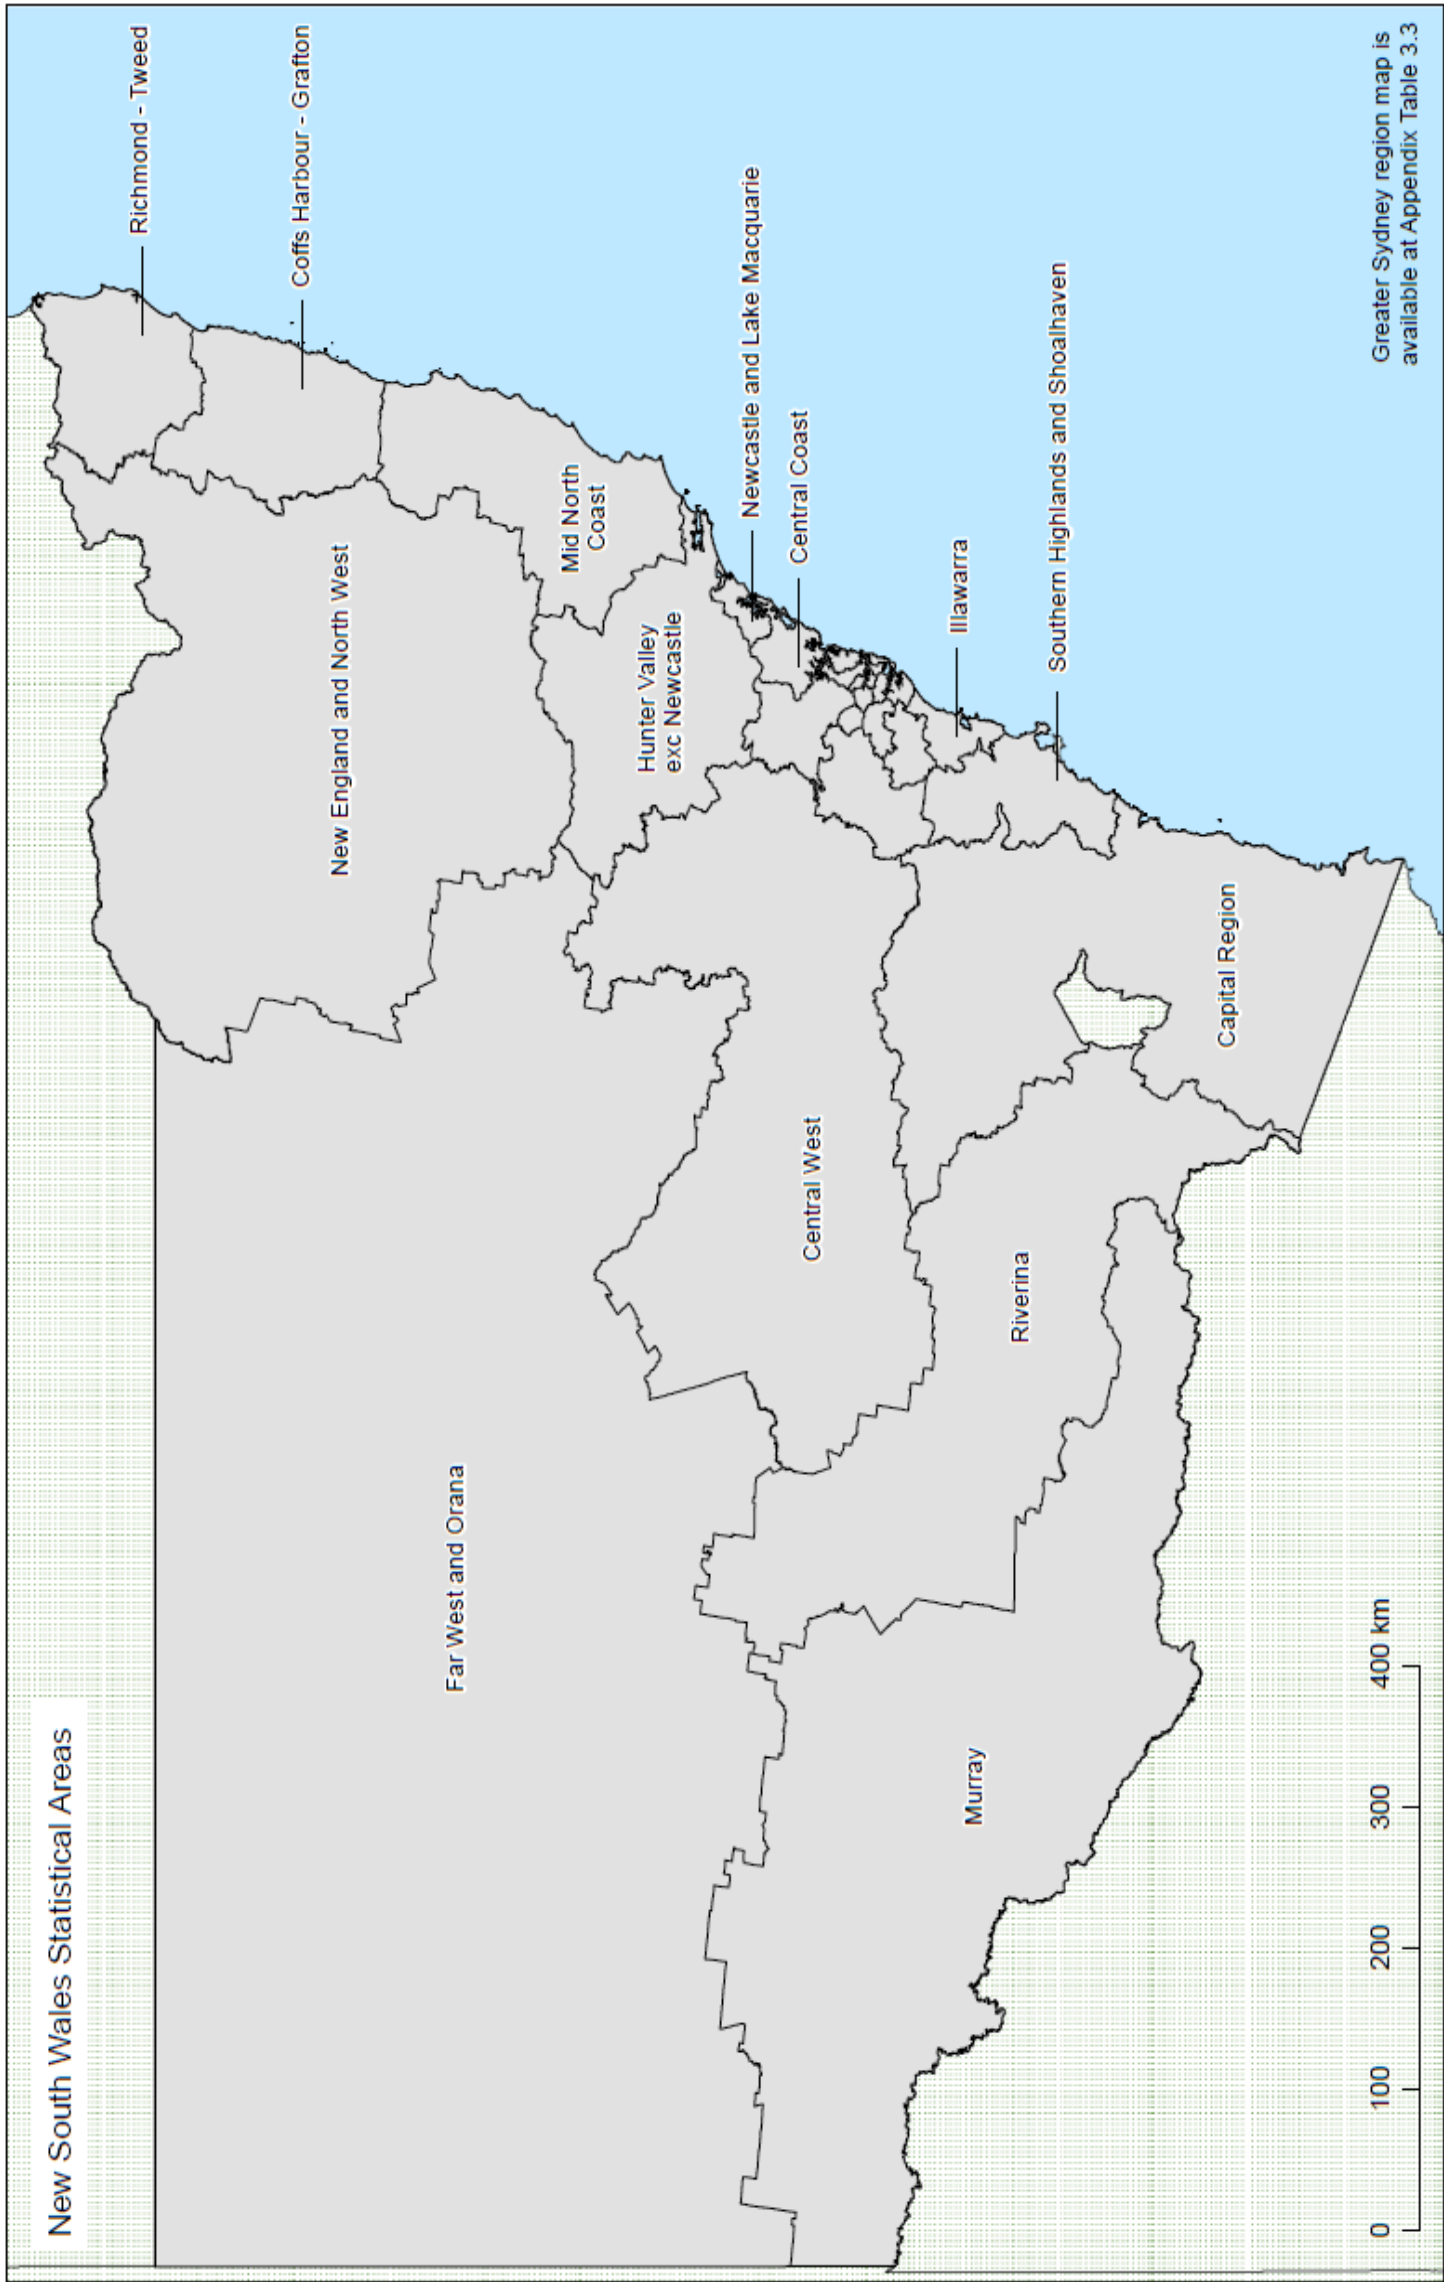 New South Wales Statistical Areas
Richmond - Tweed
Coffs Harbour - Grafton
New England and North West
Far West and Orana
Mid North
Coast
Hunter Valley
exc Newcastle
Newcastle and Lake Macquarie
Central Coast
Central West
Illawarra
Murray
Riverina
Southern Highlands and Shoalhaven
Capital Region
0 100 200 300 400 km
Greater Sydney region map is
available at Appendix Table 3.3